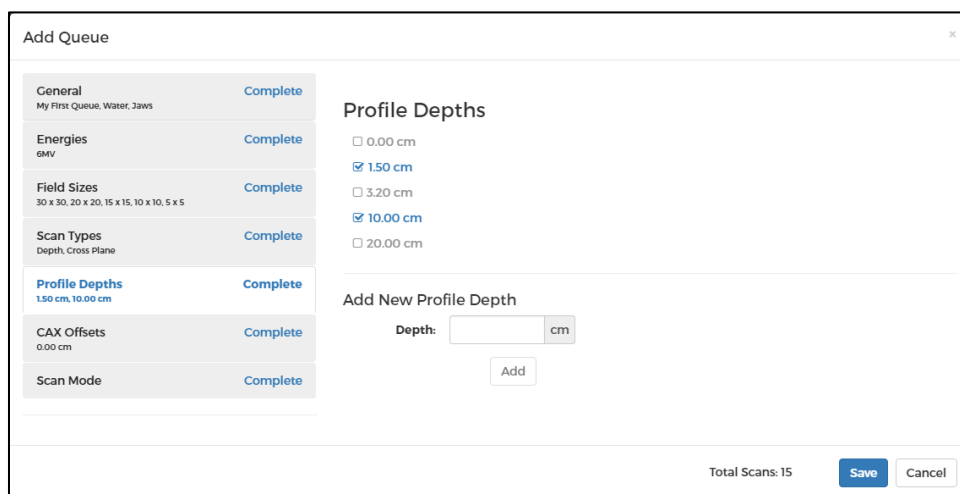 Add Queue
×
General Complete
My First Queue, Water, Jaws
Energies Complete
6MV
Field Sizes Complete
30 x 30, 20 x 20, 15 x 15, 10 x 10, 5 x 5
Scan Types Complete
Depth, Cross Plane
Profile Depths Complete
1.50 cm, 10.00 cm
CAX Offsets Complete
0.00 cm
Scan Mode Complete
Profile Depths
0.00 cm
1.50 cm
3.20 cm
10.00 cm
20.00 cm
Add New Profile Depth
Depth: cm
Add
Total Scans: 15 Save Cancel